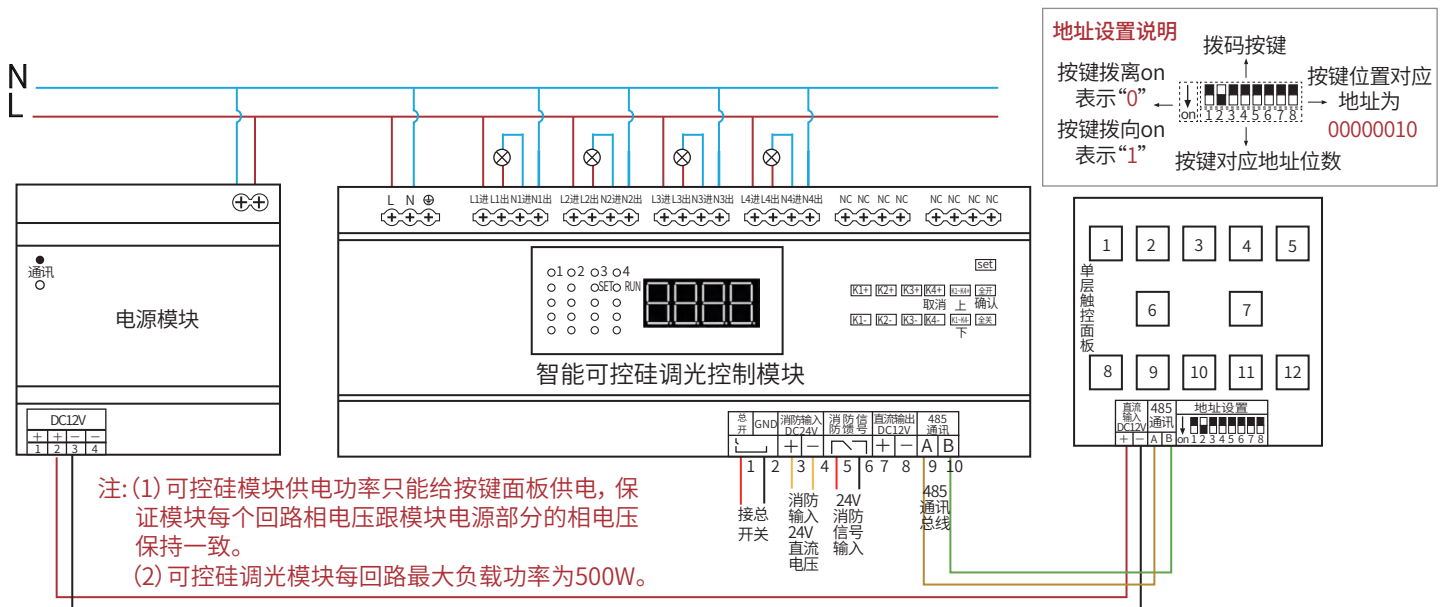 N
L
地址设置说明
拨码按键
按键拨离on
表示“0”
按键拨向on
表示“1”
on
1 2 3 4 5 6 7 8
按键位置对应
地址为
00000010
按键对应地址位数
通讯
电源模块
DC12V
+ + - -
1 2 3 4
L N
L1进 L1出 N1进 N1出 L2进 L2出 N2进 N2出 L3进 L3出 N3进 N3出 L4进 L4出 N4进 N4出 NC NC NC NC NC NC NC NC
1 2 3 4
SET RUN
set
K1+ K2+ K3+ K4+ K1~K4+ 全开
取消 上 确认
K1- K2- K3- K4- K1~K4- 全关
下
智能可控硅调光控制模块
总开 GND 消防输入 DC24V 消防信防馈号 直流输出 DC12V 485通讯
+ - + - A B
1 2 3 4 5 6 7 8 9 10
接总
开关
消防
输入
24V
直流
电压
24V
消防
信号
输入
485
通讯
总线
单层触控面板
1 2 3 4 5
6 7
8 9 10 11 12
直流输入DC12V 485通讯 地址设置
+ - A B on 1 2 3 4 5 6 7 8
注:(1)可控硅模块供电功率只能给按键面板供电,保
证模块每个回路相电压跟模块电源部分的相电压
保持一致。
(2)可控硅调光模块每回路最大负载功率为500W。